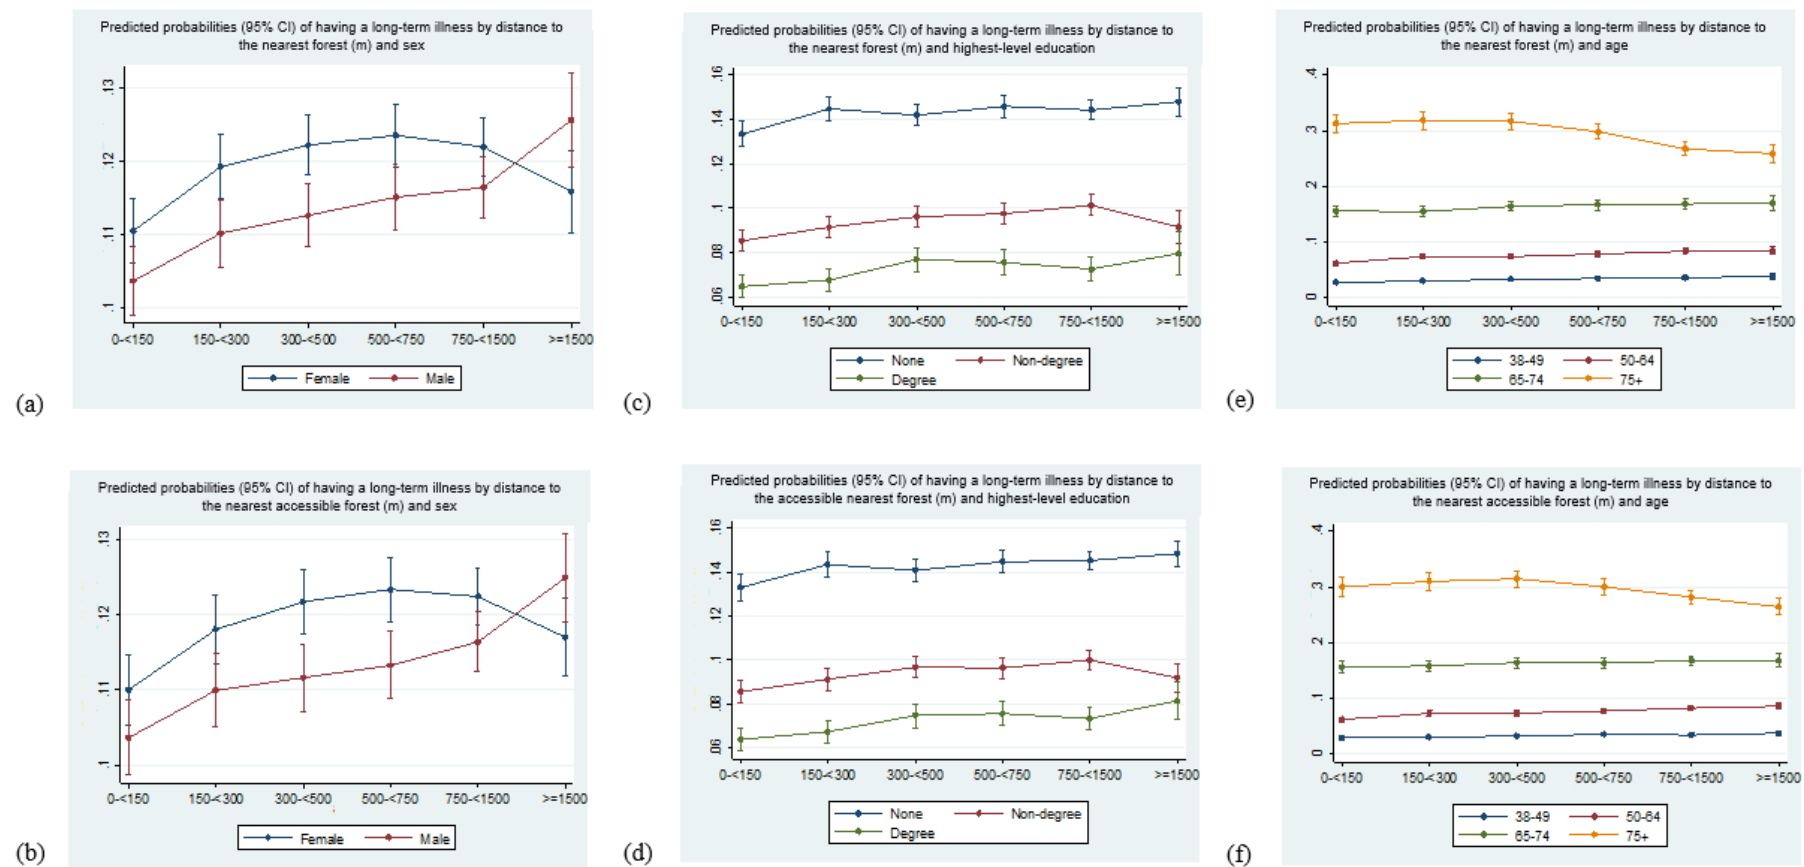 Predicted probabilities (95% CI) of having a long-term illness by distance to
the nearest forest (m) and sex
.13
.12
.11
.1
0-<150 150-<300 300-<500 500-<750 750-<1500 >=1500
Female Male
(a)
Predicted probabilities (95% CI) of having a long-term illness by distance to
the nearest forest (m) and highest-level education
.16
.14
.12
.1
.08
.06
0-<150 150-<300 300-<500 500-<750 750-<1500 >=1500
None Non-degree
Degree
(c)
Predicted probabilities (95% CI) of having a long-term illness by distance to
the nearest forest (m) and age
.4
.3
.2
.1
0
0-<150 150-<300 300-<500 500-<750 750-<1500 >=1500
38-49 50-64
65-74 75+
(e)
Predicted probabilities (95% CI) of having a long-term illness by distance to
the nearest accessible forest (m) and sex
.13
.12
.11
.1
0-<150 150-<300 300-<500 500-<750 750-<1500 >=1500
Female Male
(b)
Predicted probabilities (95% CI) of having a long-term illness by distance to
the accessible nearest forest (m) and highest-level education
.16
.14
.12
.1
.08
.06
0-<150 150-<300 300-<500 500-<750 750-<1500 >=1500
None Non-degree
Degree
(d)
Predicted probabilities (95% CI) of having a long-term illness by distance to
the nearest accessible forest (m) and age
.4
.3
.2
.1
0
0-<150 150-<300 300-<500 500-<750 750-<1500 >=1500
38-49 50-64
65-74 75+
(f)